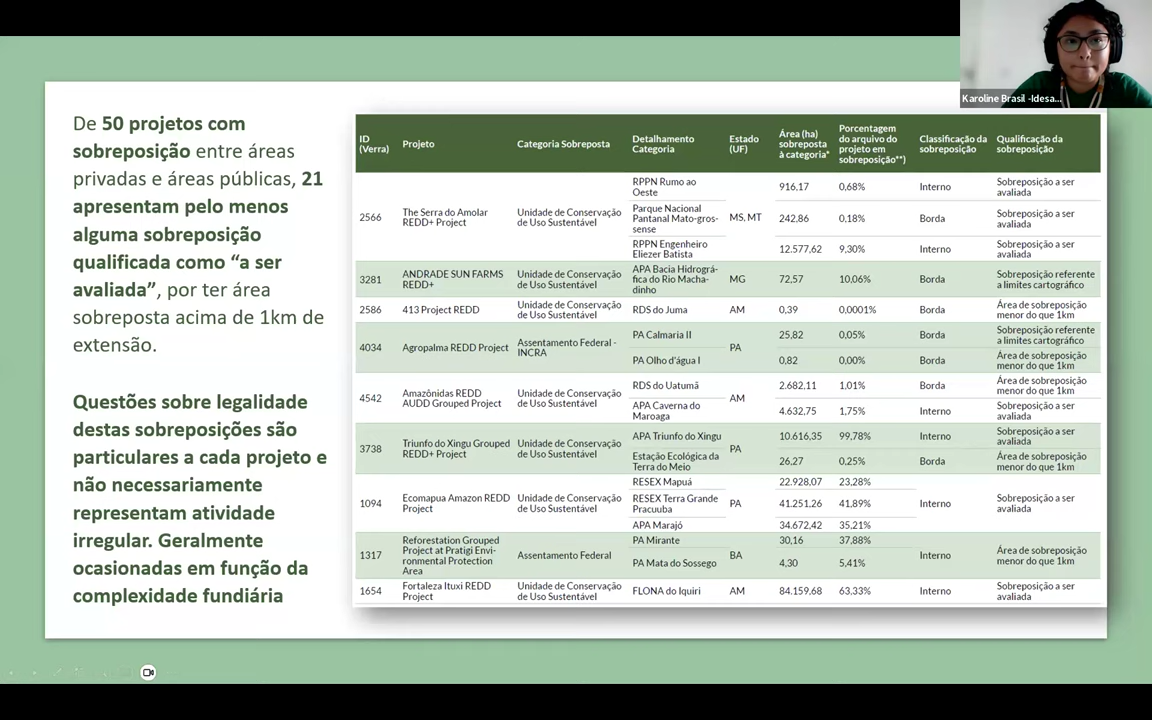 Karoline Brasil -Idesa...
De 50 projetos com
sobreposição entre áreas
privadas e áreas públicas, 21
apresentam pelo menos
alguma sobreposição
qualificada como “a ser
avaliada”, por ter área
sobreposta acima de 1km de
extensão.
Questões sobre legalidade
destas sobreposições são
particulares a cada projeto e
não necessariamente
representam atividade
irregular. Geralmente
ocasionadas em função da
complexidade fundiária
ID (Verra) Projeto Categoria Sobreposta Detalhamento Categoria Estado (UF) Área (ha) sobreposta à categoria* Porcentagem do arquivo do projeto em sobreposição**) Classificação da sobreposição Qualificação da sobreposição
2566 The Serra do Amolar REDD+ Project Unidade de Conservação de Uso Sustentável RPPN Rumo ao Oeste MS, MT 916,17 0,68% Interno Sobreposição a ser avaliada
Parque Nacional Pantanal Mato-grossense 242,86 0,18% Borda Sobreposição a ser avaliada
RPPN Engenheiro Eliezer Batista 12.577,62 9,30% Interno Sobreposição a ser avaliada
3281 ANDRADE SUN FARMS REDD+ Unidade de Conservação de Uso Sustentável APA Bacia Hidrográ-fica do Rio Macha-dinho MG 72,57 10,06% Borda Sobreposição referente a limites cartográfico
2586 413 Project REDD Unidade de Conservação de Uso Sustentável RDS do Juma AM 0,39 0,0001% Borda Área de sobreposição menor do que 1km
4034 Agropalma REDD Project Assentamento Federal - INCRA PA Calmaria II PA 25,82 0,05% Borda Sobreposição referente a limites cartográfico
PA Olho d'água I 0,82 0,00% Borda Área de sobreposição menor do que 1km
4542 Amazônidas REDD AUDD Grouped Project Unidade de Conservação de Uso Sustentável RDS do Uatumã AM 2.682,11 1,01% Borda Área de sobreposição menor do que 1km
APA Caverna do Maroaga 4.632,75 1,75% Interno Sobreposição a ser avaliada
3738 Triunfo do Xingu Grouped REDD+ Project Unidade de Conservação de Uso Sustentável APA Triunfo do Xingu PA 10.616,35 99,78% Interno Sobreposição a ser avaliada
Estação Ecológica da Terra do Meio 26,27 0,25% Borda Área de sobreposição menor do que 1km
1094 Ecomapua Amazon REDD Project Unidade de Conservação de Uso Sustentável RESEX Mapuá PA 22.928,07 23,28% Interno Sobreposição a ser avaliada
RESEX Terra Grande Pracuuba 41.251,26 41,89%
APA Marajó 34.672,42 35,21%
1317 Reforestation Grouped Project at Pratigi Envi-ronmental Protection Area Assentamento Federal PA Mirante BA 30,16 37,88% Interno Área de sobreposição menor do que 1km
PA Mata do Sossego 4,30 5,41%
1654 Fortaleza Ituxi REDD Project Unidade de Conservação de Uso Sustentável FLONA do Iquiri AM 84.159,68 63,33% Interno Sobreposição a ser avaliada